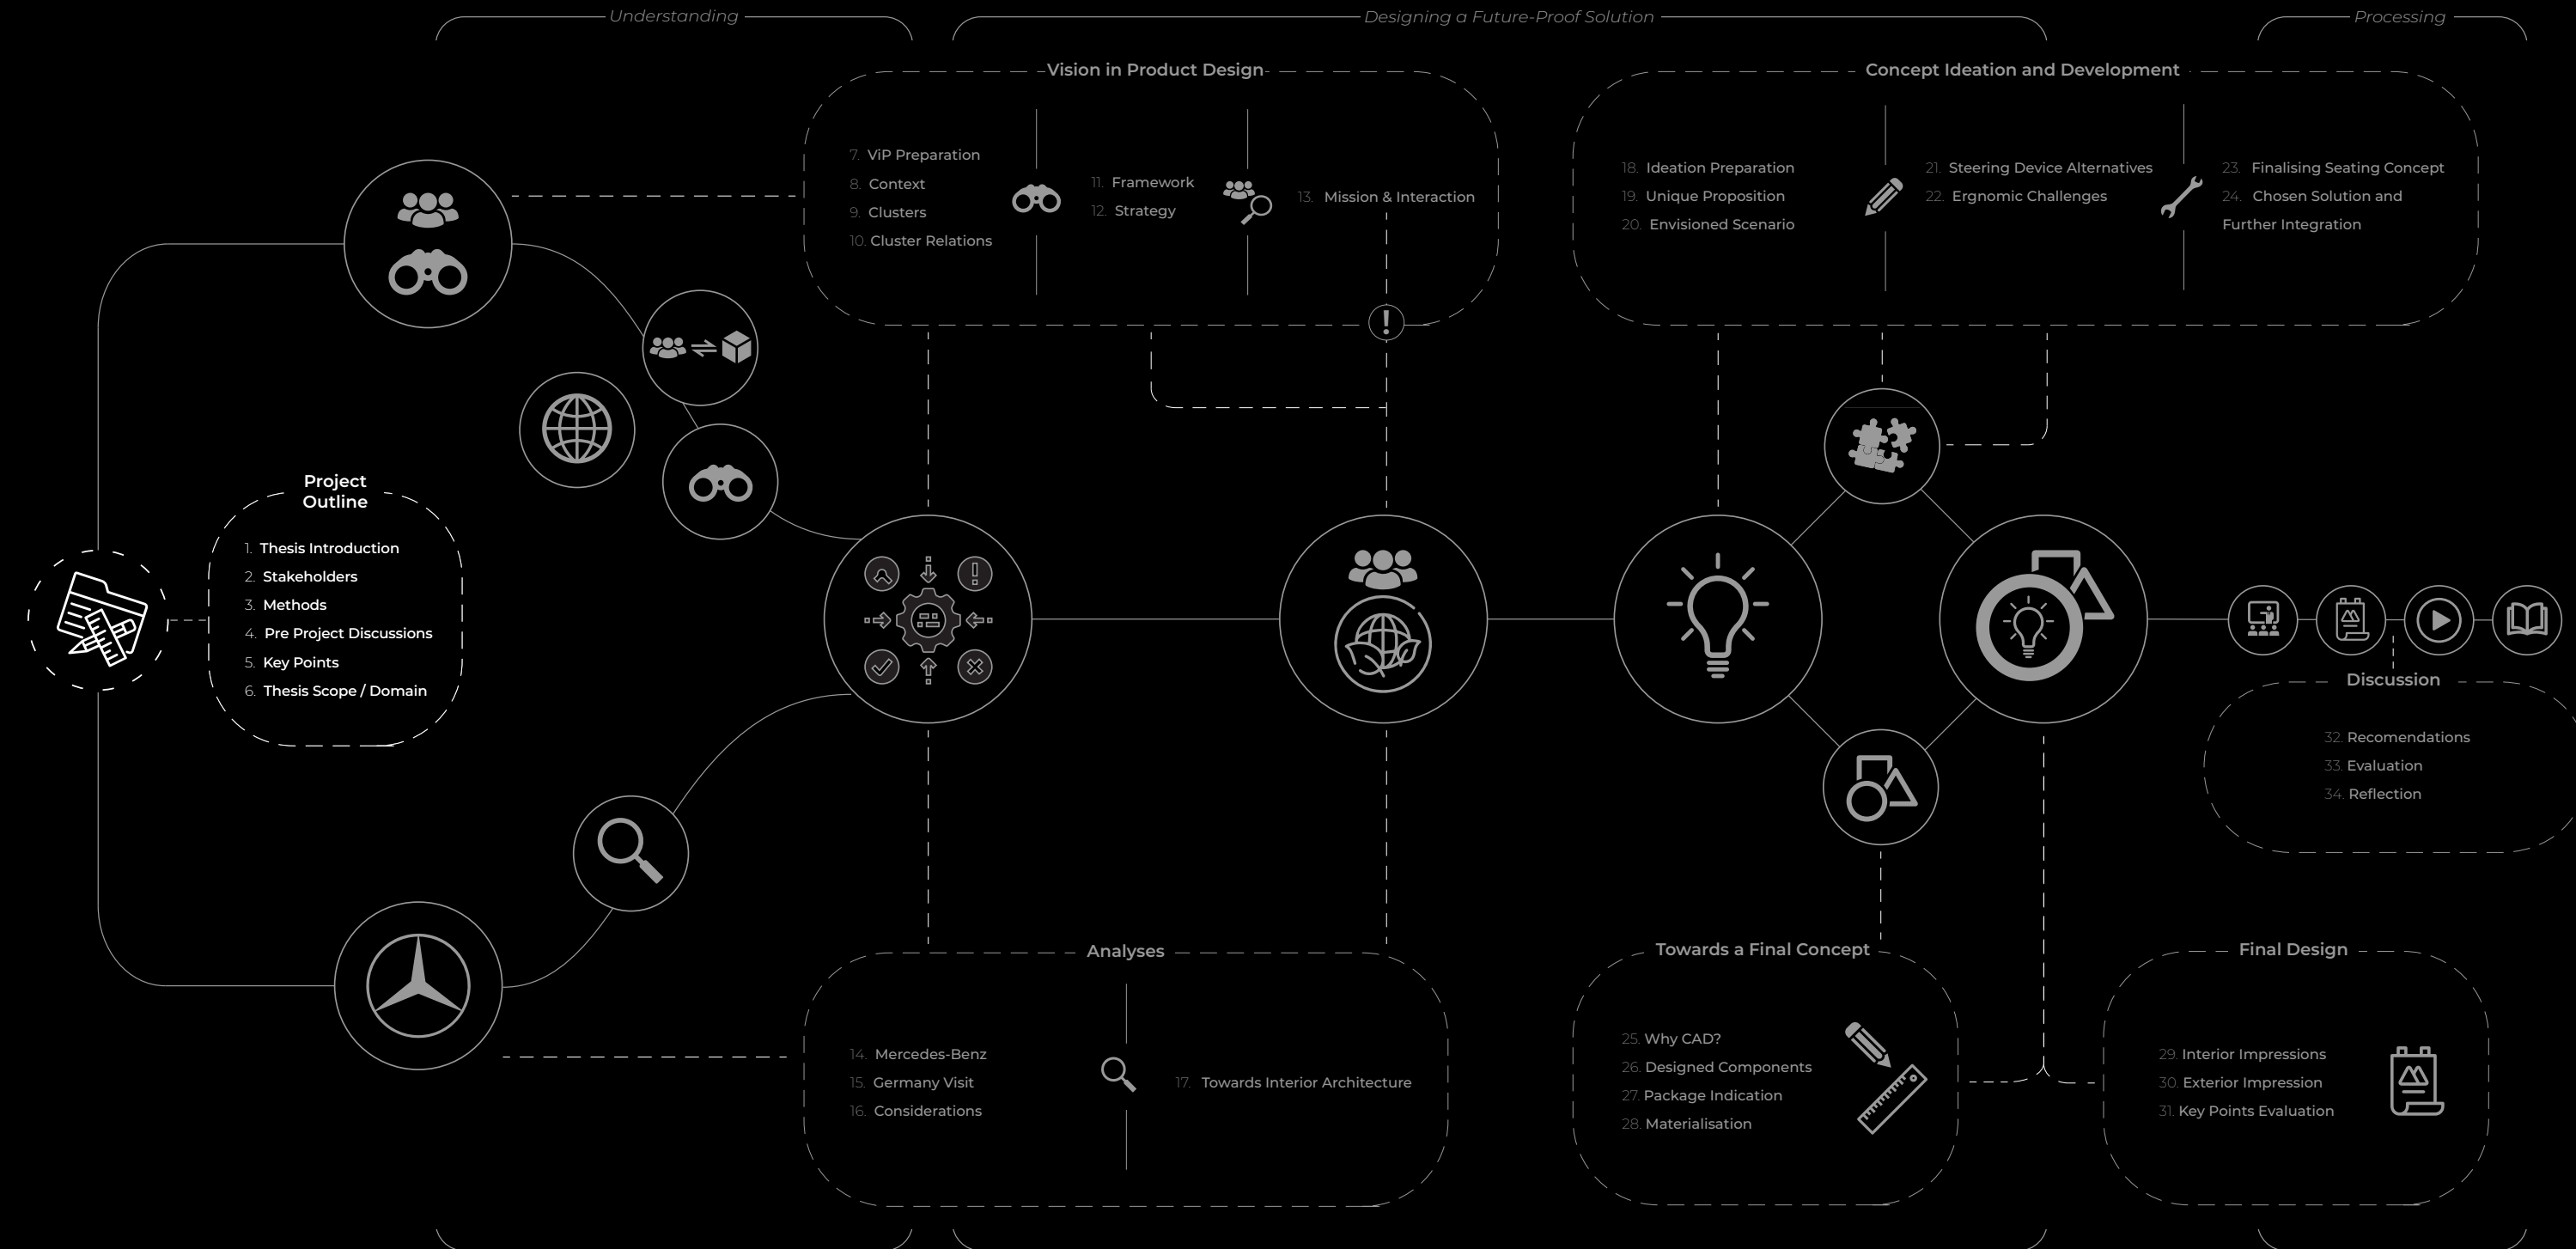 Understanding
Designing a Future-Proof Solution
Processing
Vision in Product Design
7. ViP Preparation
8. Context
9. Clusters
10. Cluster Relations
11. Framework
12. Strategy
13. Mission & Interaction
Concept Ideation and Development
18. Ideation Preparation
19. Unique Proposition
20. Envisioned Scenario
21. Steering Device Alternatives
22. Ergnomic Challenges
23. Finalising Seating Concept
24. Chosen Solution and
Further Integration
!
Project
Outline
1. Thesis Introduction
2. Stakeholders
3. Methods
4. Pre Project Discussions
5. Key Points
6. Thesis Scope / Domain
Discussion
32. Recomendations
33. Evaluation
34. Reflection
Analyses
14. Mercedes-Benz
15. Germany Visit
16. Considerations
17. Towards Interior Architecture
Towards a Final Concept
25. Why CAD?
26. Designed Components
27. Package Indication
28. Materialisation
Final Design
29. Interior Impressions
30. Exterior Impression
31. Key Points Evaluation